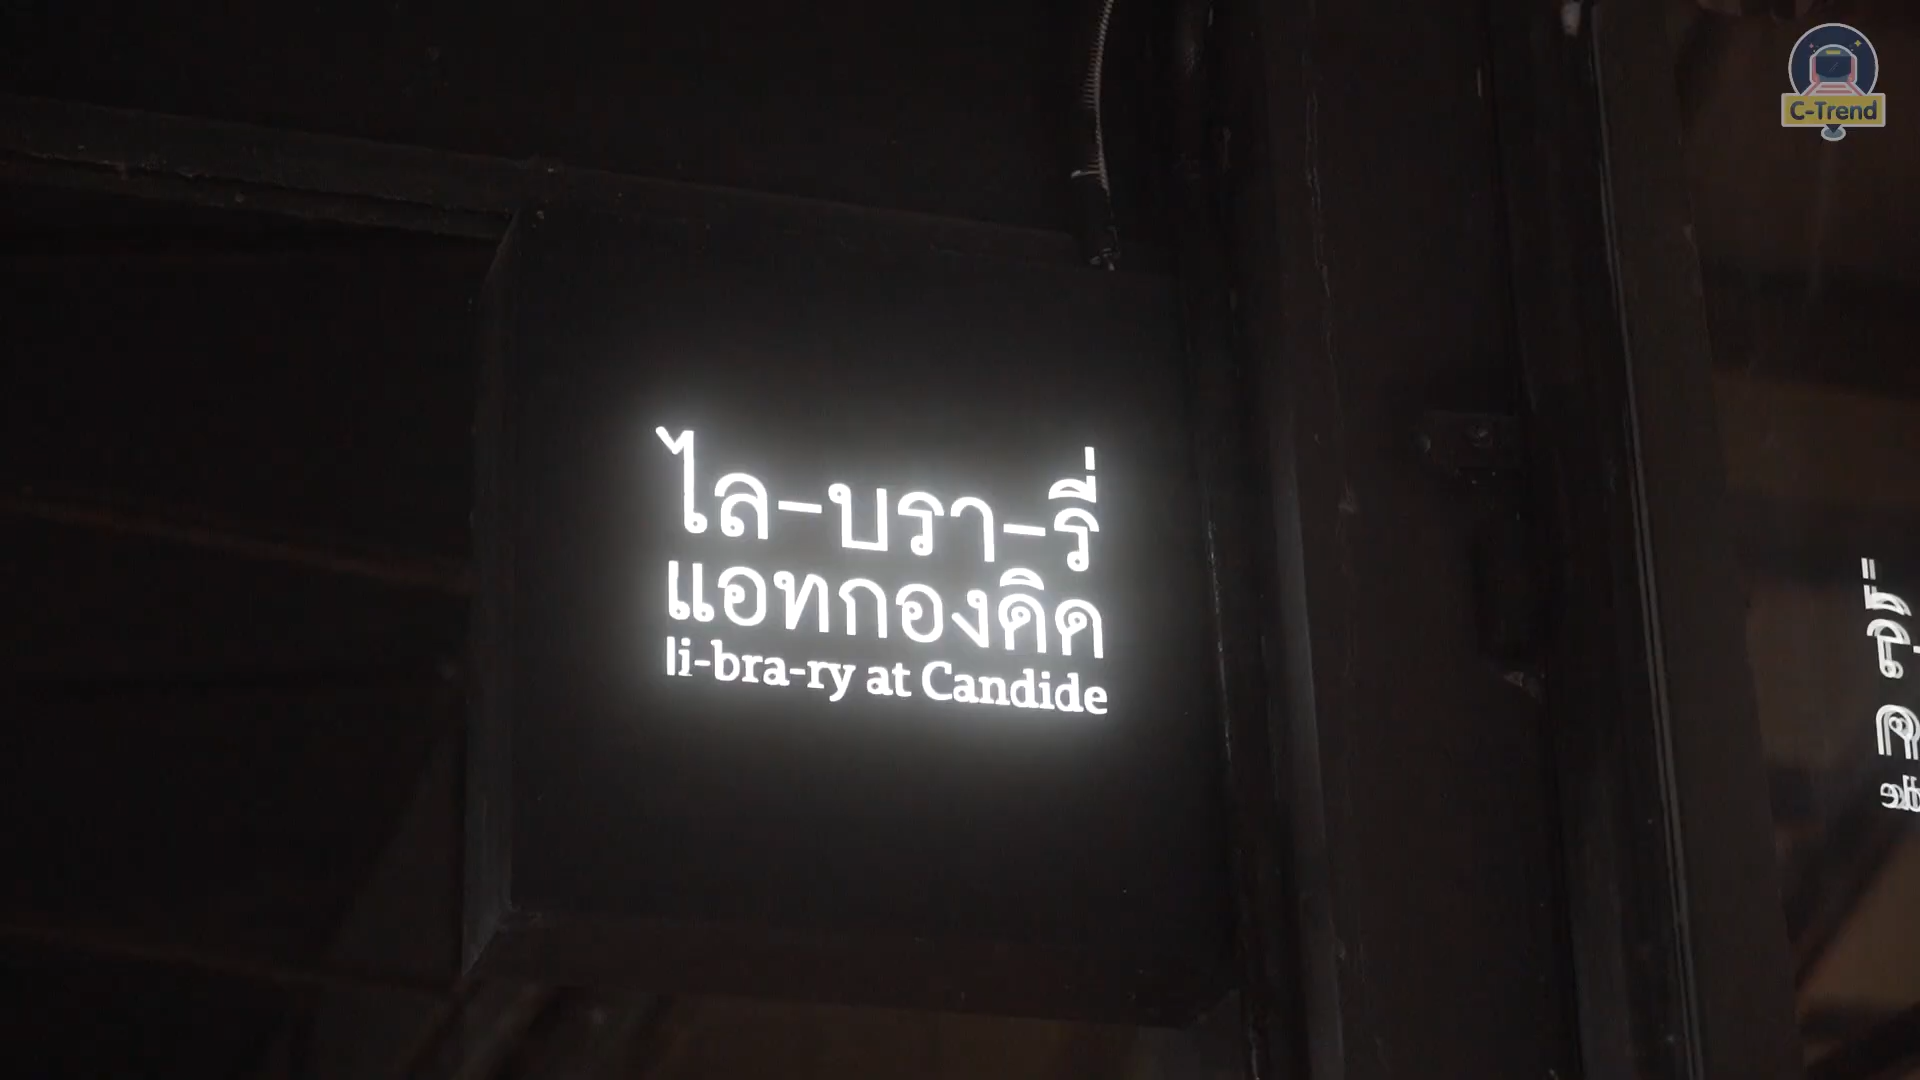 ไล-บรา-รี่
แอทกองดิด
li-bra-ry at Candide
C-Trend